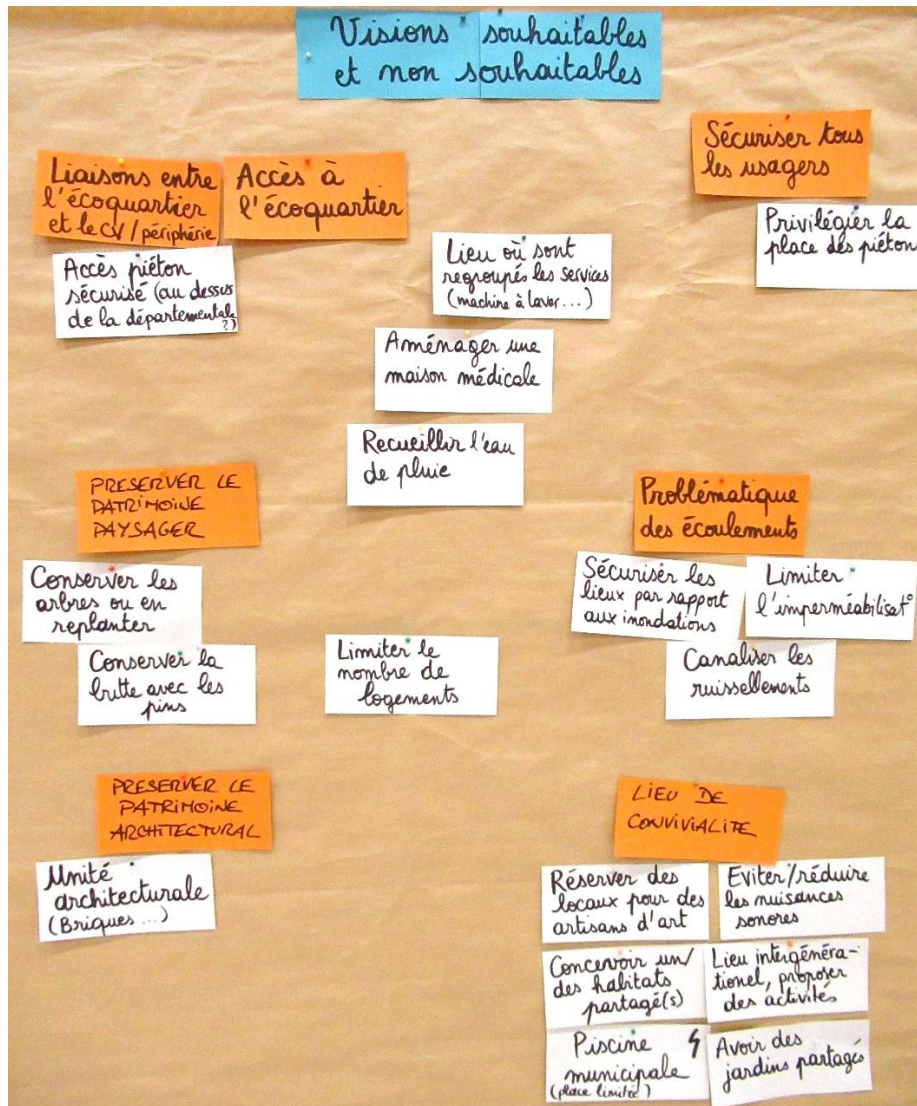 Visions souhaitables
et non souhaitables
Liaisons entre
l'écoquartier
et le CV / périphérie
Accès à
l'écoquartier
Sécuriser tous
les usagers
Privilégier la
place des piétons
Accès piéton
sécurisé (au dessus
de la départementale
?)
Lieu où sont
regroupés les services
(machine à laver...)
Aménager une
maison médicale
Recueillir l'eau
de pluie
PRESERVER LE
PATRIMOINE
PAYSAGER
Conserver les
arbres ou en
replanter
Conserver la
butte avec les
pins
Limiter le
nombre de
logements
Problématique
des écoulements
Sécuriser les
lieux par rapport
aux inondations
Limiter
l'imperméabilisat°
Canaliser les
ruissellements
PRESERVER LE
PATRIMOINE
ARCHITECTURAL
Unité
architecturale
(Briques ...)
LIEU DE
CONVIVIALITE
Réserver des
locaux pour des
artisans d'art
Eviter/réduire
les nuisances
sonores
Concevoir un/
des habitats
partagé(s)
Lieu intergénéra-
tionel, proposer
des activités
Piscine
municipale
(place limitée)
Avoir des
jardins partagés